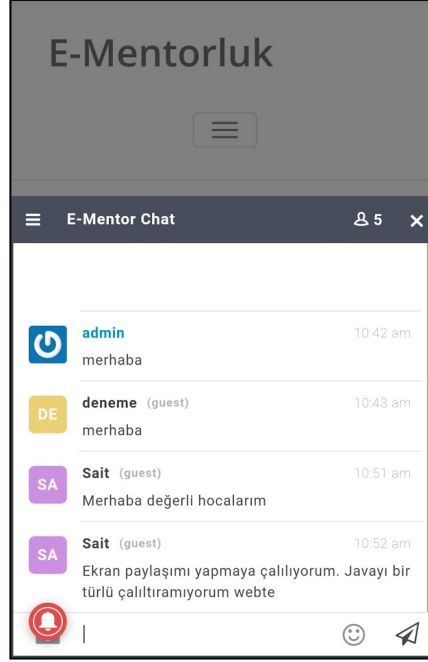 E-Mentorluk
E-Mentor Chat 5
admin 10:42 am
merhaba
DE deneme (guest) 10:43 am
merhaba
SA Sait (guest) 10:51 am
Merhaba değerli hocalarım
SA Sait (guest) 10:52 am
Ekran paylaşımı yapmaya çalılıyorum. Javayı bir
türlü çalıltıramıyorum webte